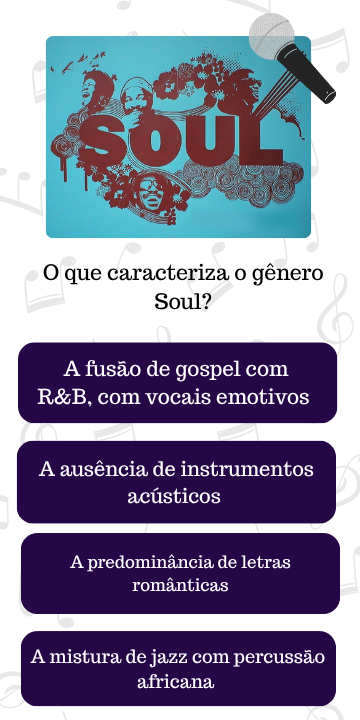 SOUL
O que caracteriza o gênero
Soul?
A fusão de gospel com
R&B, com vocais emotivos
A ausência de instrumentos
acústicos
A predominância de letras
românticas
A mistura de jazz com percussão
africana